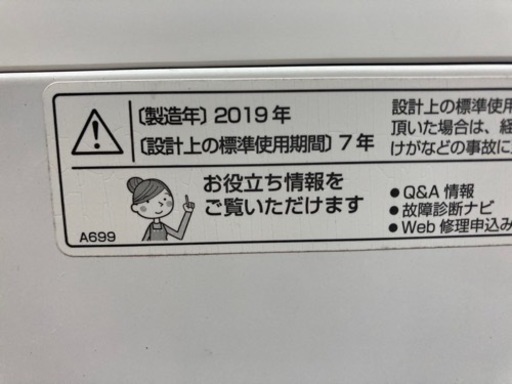 〔製造年〕2019年
〔設計上の標準使用期間〕7年
設計上の標準使用
頂いた場合は、経
けがなどの事故に
お役立ち情報を
ご覧いただけます
●Q&A 情報
●故障診断ナビ
●Web 修理申込み
A699